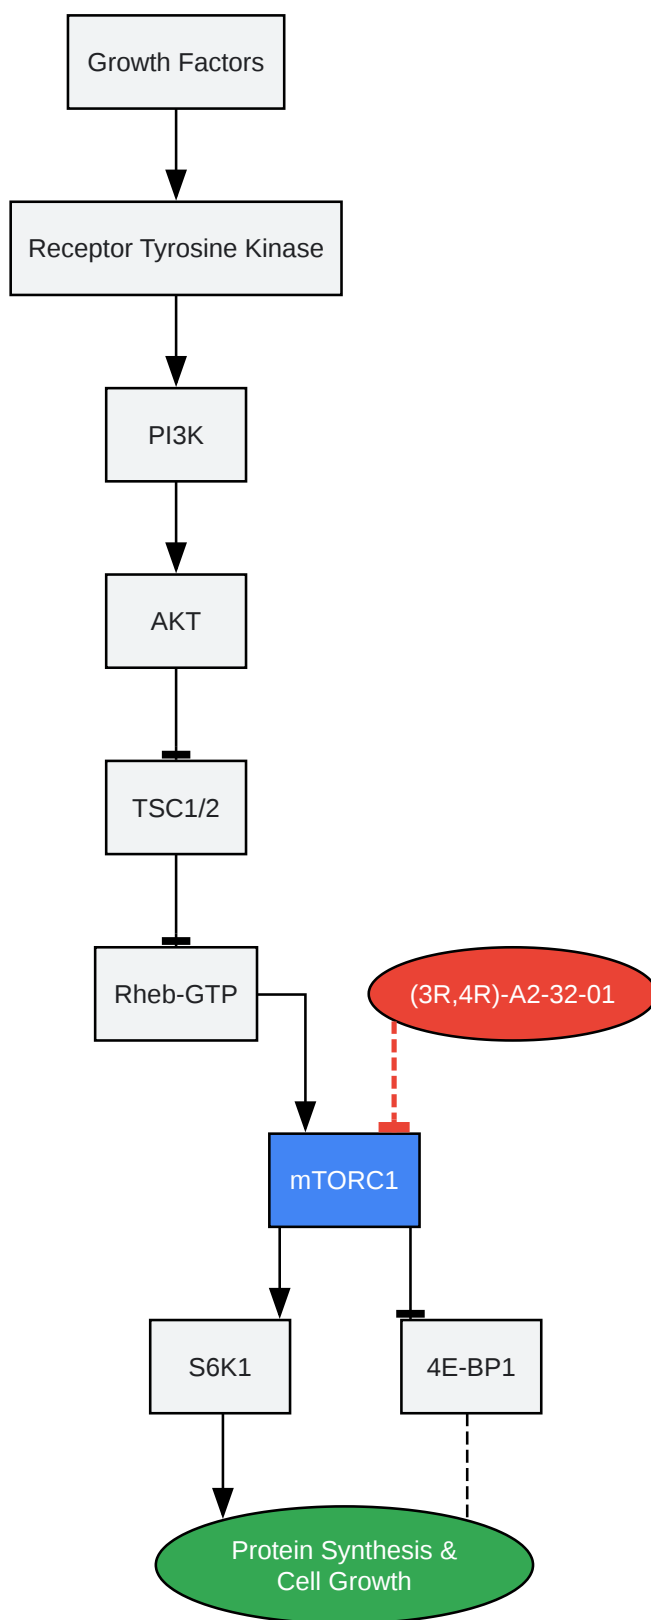 Growth Factors
Receptor Tyrosine Kinase
PI3K
AKT
TSC1/2
Rheb-GTP
(3R,4R)-A2-32-01
mTORC1
S6K1
4E-BP1
Protein Synthesis &
Cell Growth